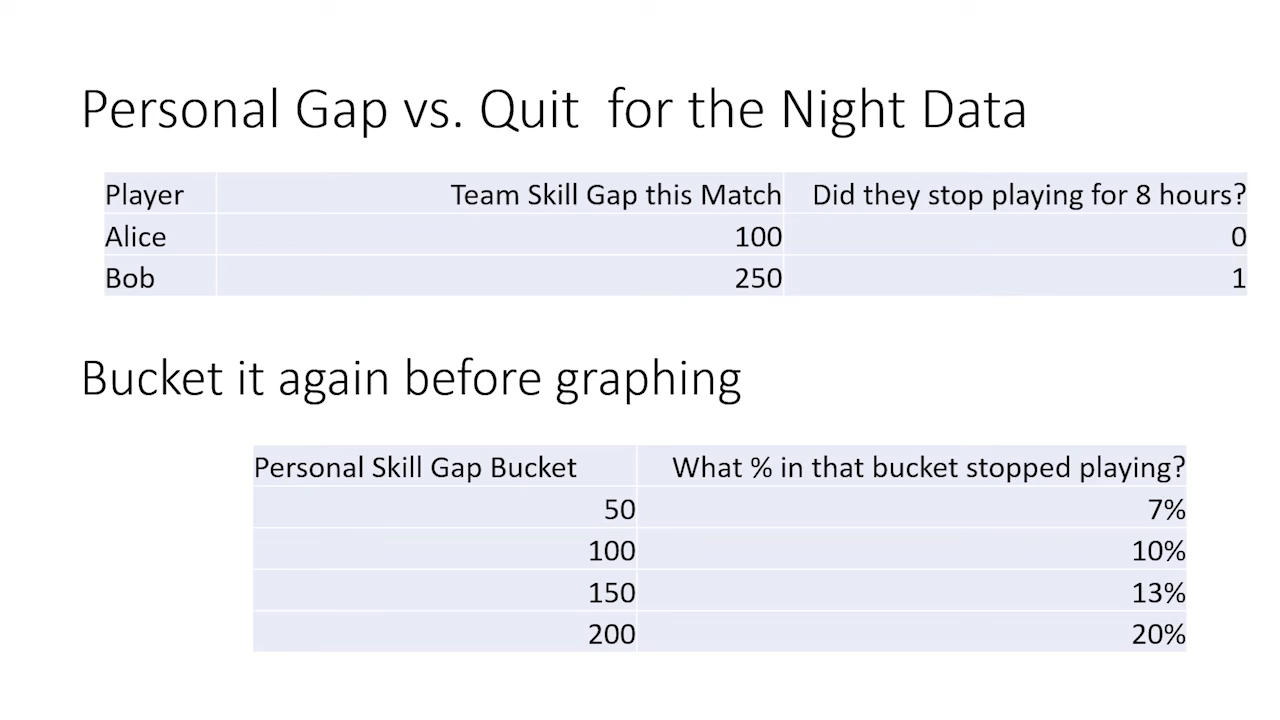 Personal Gap vs. Quit  for the Night Data
Player Team Skill Gap this Match Did they stop playing for 8 hours?
Alice 100 0
Bob 250 1
Bucket it again before graphing
Personal Skill Gap Bucket What % in that bucket stopped playing?
50 7%
100 10%
150 13%
200 20%